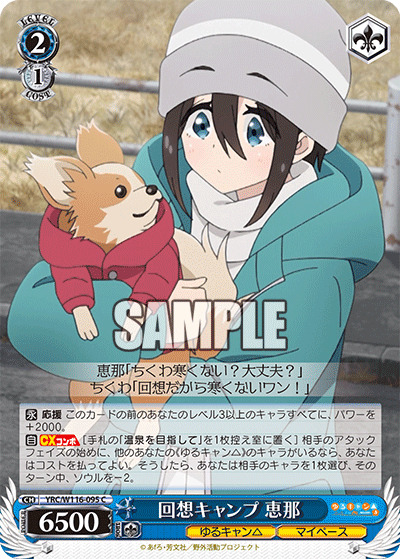 LEVEL
2
1
COST
SAMPLE
恵那「ちくわ寒くない?大丈夫?」
ちくわ「回想だから寒くないワン!」
永 応援 このカードの前のあなたのレベル3以上のキャラすべてに、パワーを
+2000。
自 CXコンボ [手札の「温泉を目指して」を1枚控え室に置く] 相手のアタック
フェイズの始めに、他のあなたの《ゆるキャン△》のキャラがいるなら、あな
たはコストを払ってよい。そうしたら、あなたは相手のキャラを1枚選び、その
ターン中、ソウルを-2。
CH YRC/W116-095 C
6500
回想キャンプ 恵那
ゆるキャン△
ゆるキャン△ マイペース
©あfろ・芳文社/野外活動プロジェクト